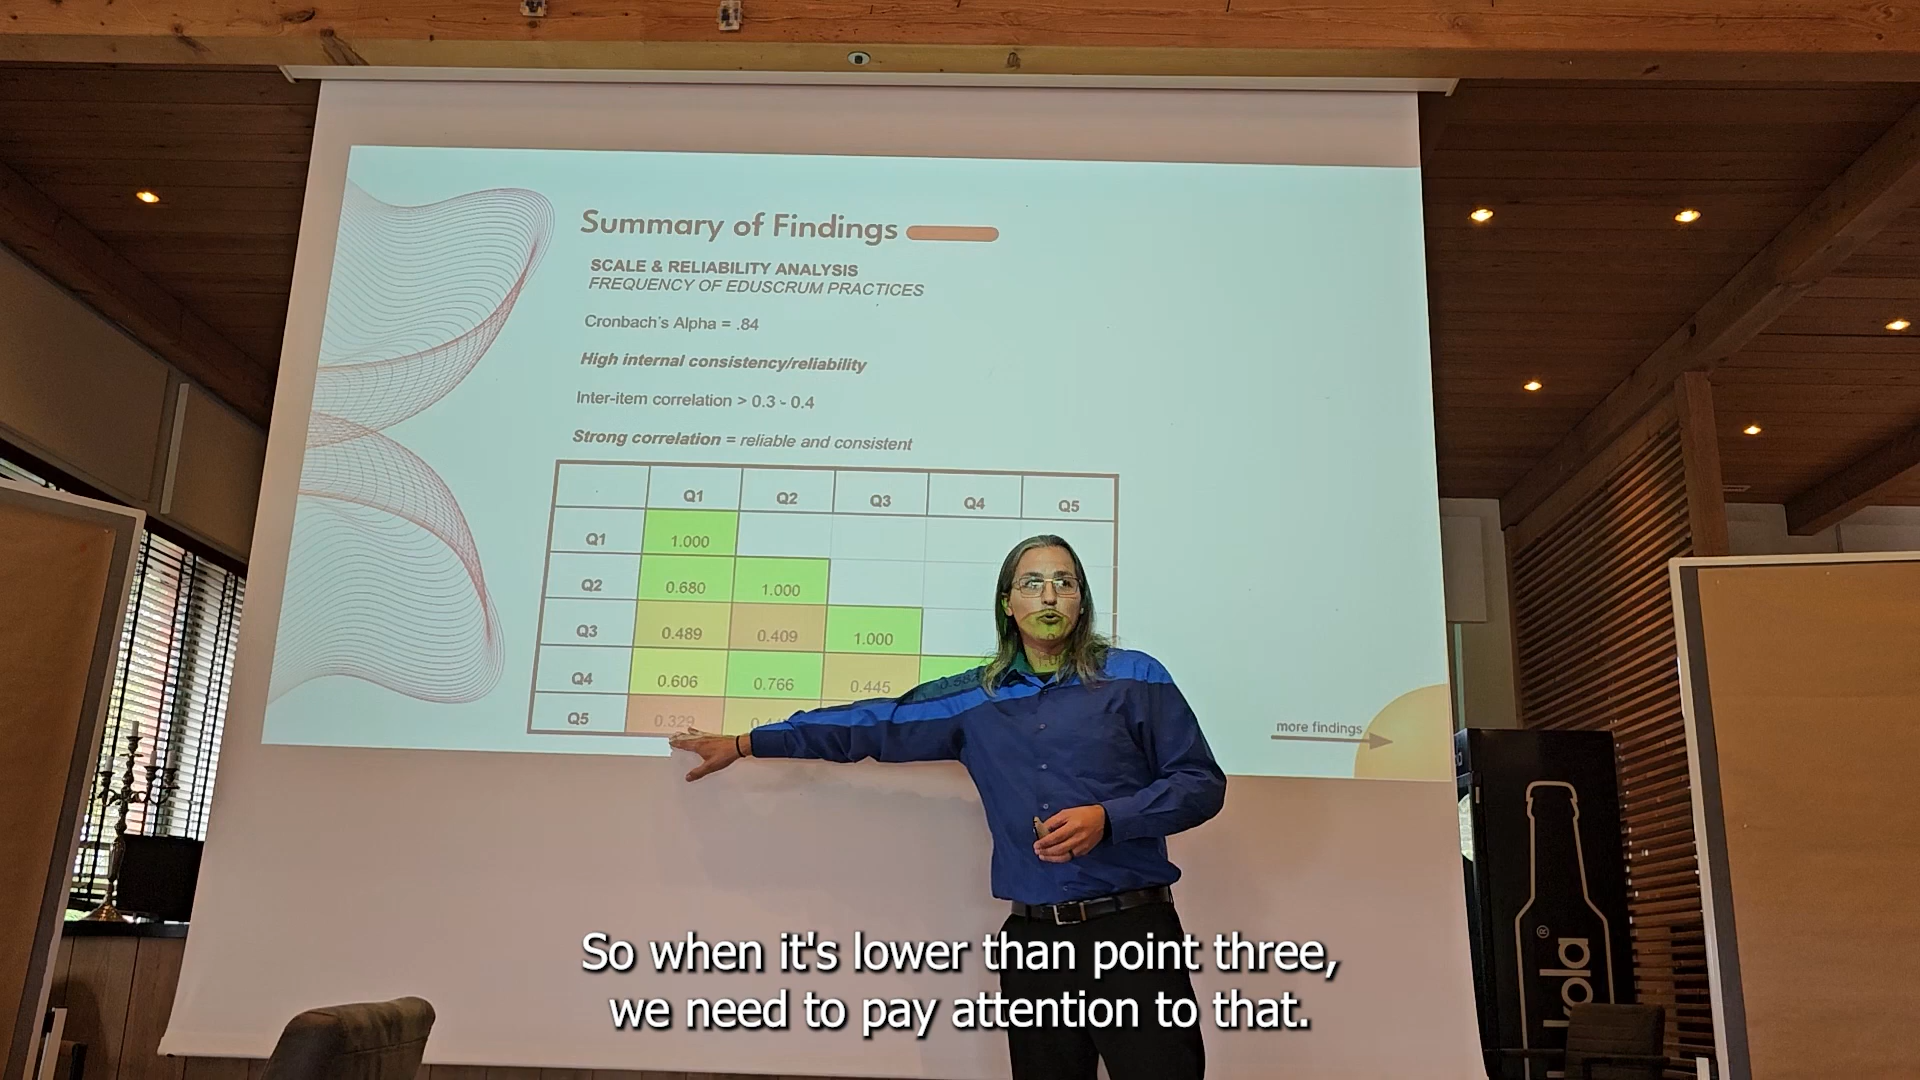 Summary of Findings
SCALE & RELIABILITY ANALYSIS
FREQUENCY OF EDUSCRUM PRACTICES
Cronbach's Alpha = .84
High internal consistency/reliability
Inter-item correlation > 0.3 - 0.4
Strong correlation = reliable and consistent
Q1 Q2 Q3 Q4 Q5
Q1 1.000
Q2 0.680 1.000
Q3 0.489 0.409 1.000
Q4 0.606 0.766 0.445
Q5 0.329
more findings
kola®
So when it's lower than point three,
we need to pay attention to that.